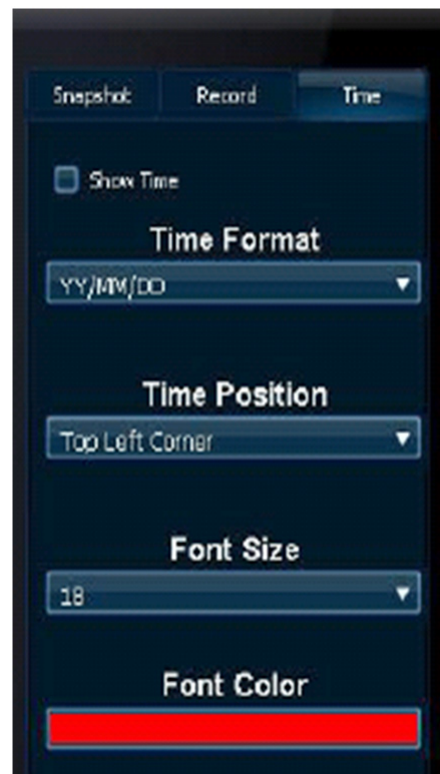 Snapshot Record Time
Show Time
Time Format
YY/MM/DD
Time Position
Top Left Corner
Font Size
18
Font Color